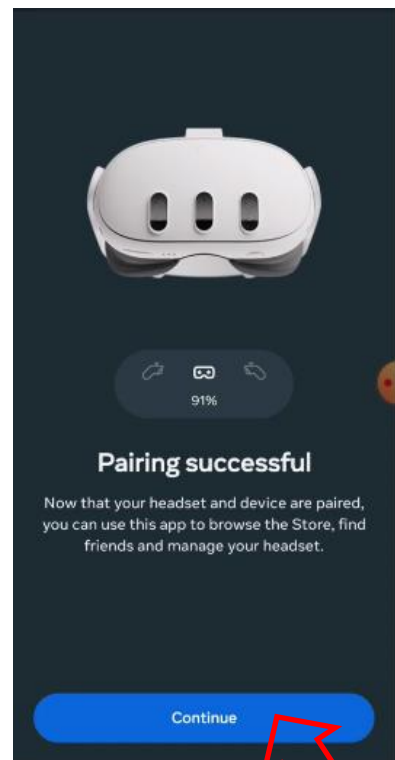 91%
Pairing successful
Now that your headset and device are paired,
you can use this app to browse the Store, find
friends and manage your headset.
Continue